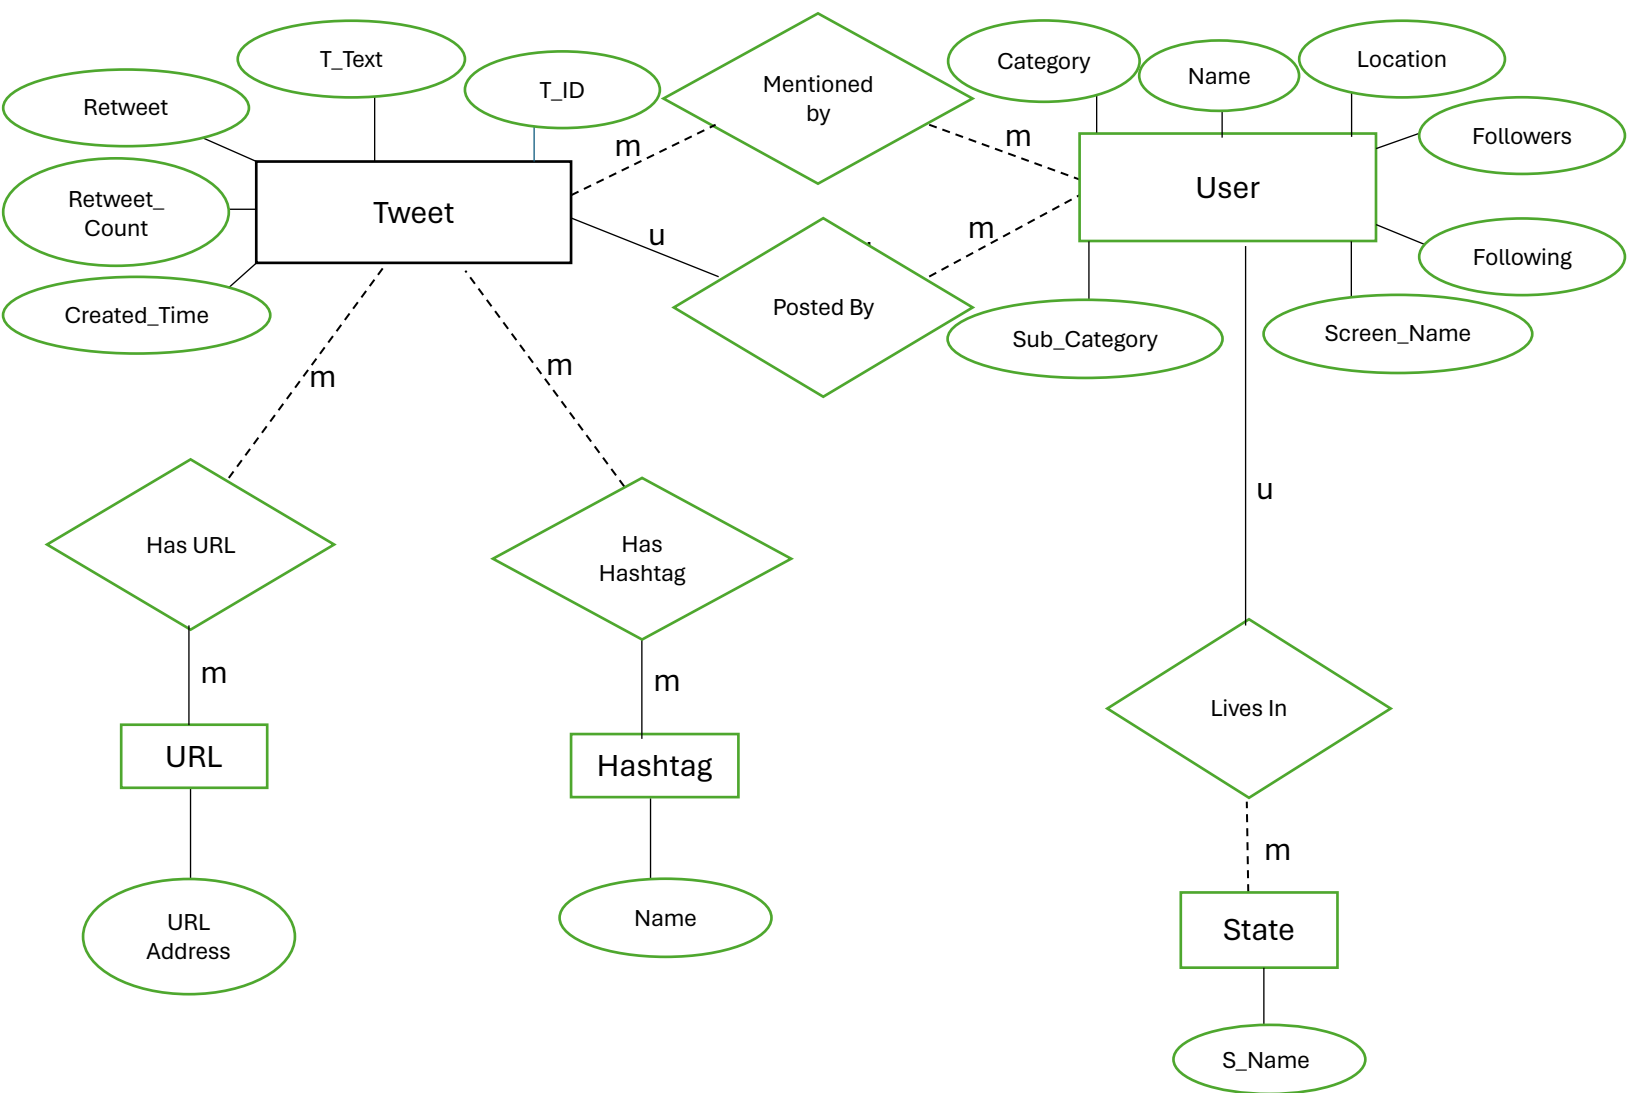 T_Text
T_ID
Retweet
Retweet_
Count
Created_Time
Tweet
Mentioned
by
Category
Name
Location
Followers
User
Following
Sub_Category
Screen_Name
Posted By
m
m
u
m
m
m
u
Has URL
Has
Hashtag
Lives In
m
m
m
URL
Hashtag
State
URL
Address
Name
S_Name